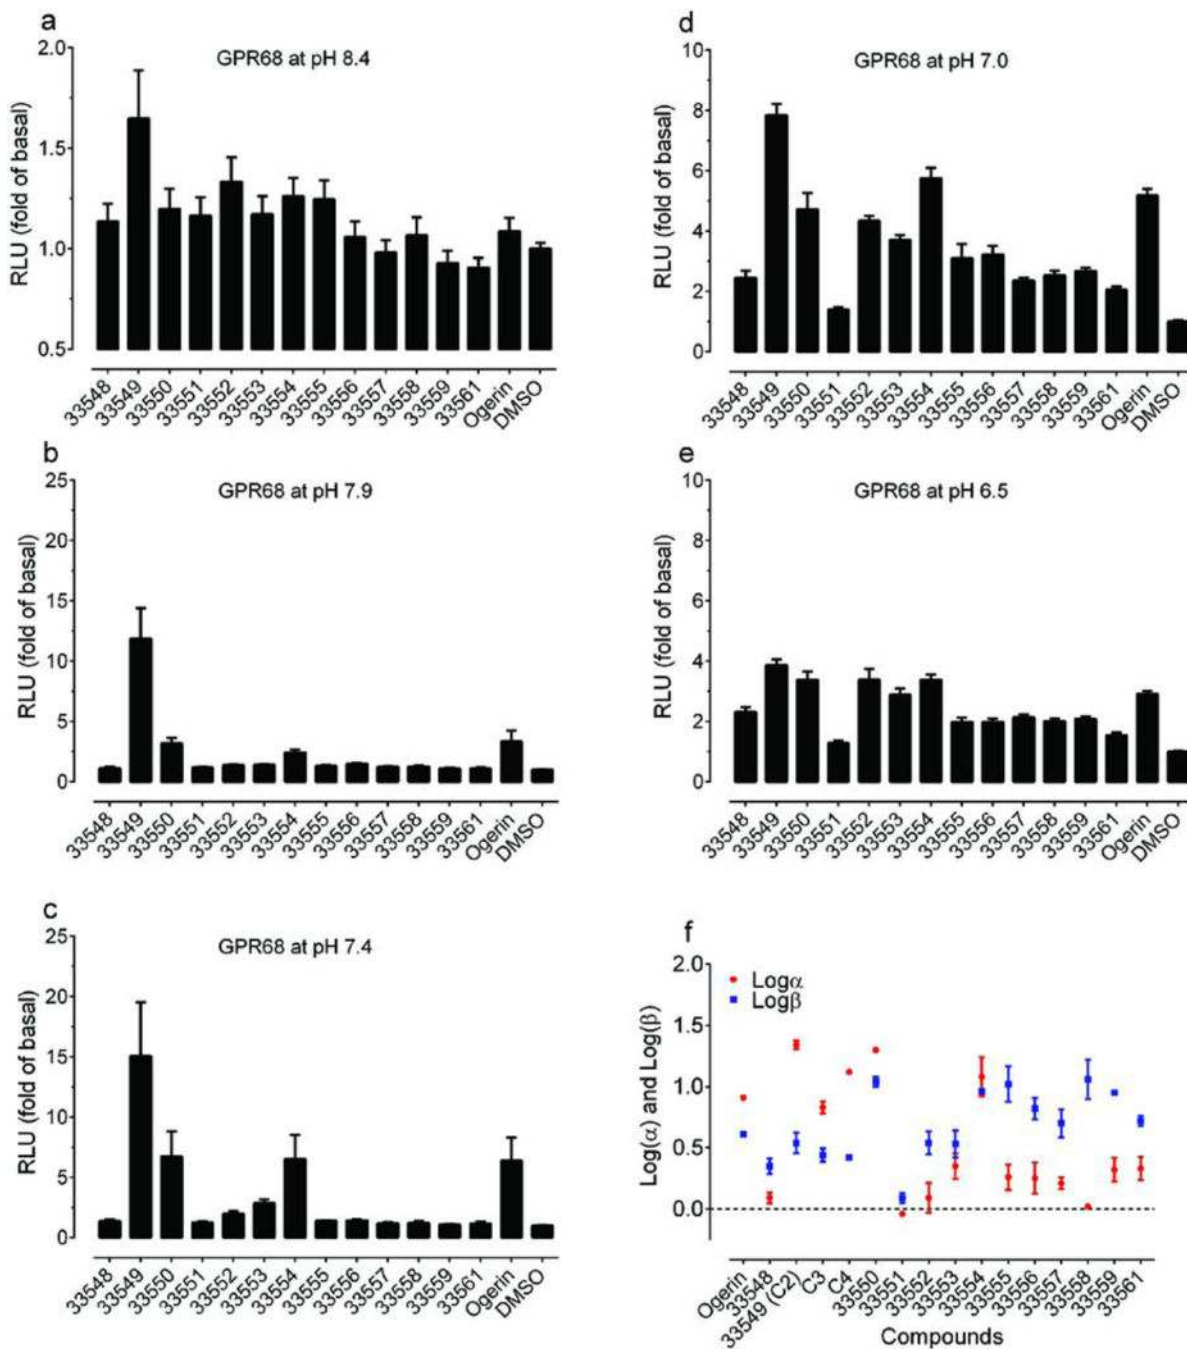 a
GPR68 at pH 8.4
RLU (fold of basal)
2.0
1.5
1.0
0.5
33548 33549 33550 33551 33552 33553 33554 33555 33556 33557 33558 33559 33561 Ogerin DMSO
b
GPR68 at pH 7.9
RLU (fold of basal)
25
20
15
10
5
0
33548 33549 33550 33551 33552 33553 33554 33555 33556 33557 33558 33559 33561 Ogerin DMSO
c
GPR68 at pH 7.4
RLU (fold of basal)
25
20
15
10
5
0
33548 33549 33550 33551 33552 33553 33554 33555 33556 33557 33558 33559 33561 Ogerin DMSO
d
GPR68 at pH 7.0
RLU (fold of basal)
10
8
6
4
2
0
33548 33549 33550 33551 33552 33553 33554 33555 33556 33557 33558 33559 33561 Ogerin DMSO
e
GPR68 at pH 6.5
RLU (fold of basal)
10
8
6
4
2
0
33548 33549 33550 33551 33552 33553 33554 33555 33556 33557 33558 33559 33561 Ogerin DMSO
f
Logα
Logβ
Log(α) and Log(β)
2.0
1.5
1.0
0.5
0.0
Ogerin 33548 33549 (C2) C3 C4 33550 33551 33552 33553 33554 33555 33556 33557 33558 33559 33561
Compounds